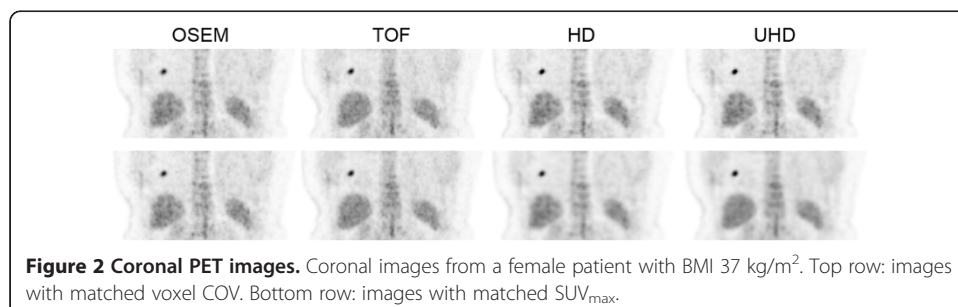 OSEM TOF HD UHD
Figure 2 Coronal PET images. Coronal images from a female patient with BMI 37 kg/m². Top row: images
with matched voxel COV. Bottom row: images with matched SUVmax.